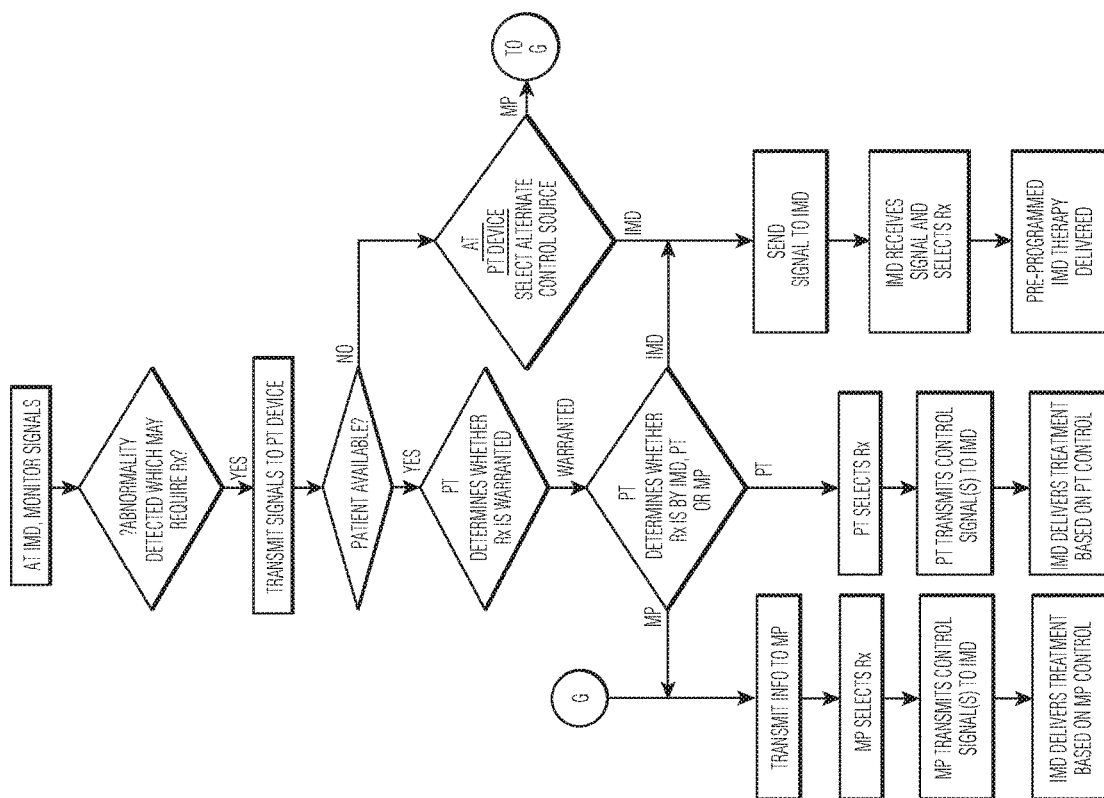 AT IMD, MONITOR SIGNALS
?ABNORMALITY
DETECTED WHICH MAY
REQUIRE Rx?
YES
TRANSMIT SIGNALS TO PT DEVICE
PATIENT AVAILABLE?
NO
YES
PT
DETERMINES WHETHER
Rx IS WARRANTED
WARRANTED
AT
PT DEVICE
SELECT ALTERNATE
CONTROL SOURCE
MP
TO
G
IMD
PT
DETERMINES WHETHER
Rx IS BY IMD, PT
OR MP
MP
IMD
PT
G
TRANSMIT INFO TO MP
MP SELECTS Rx
MP TRANSMITS CONTROL
SIGNAL(S) TO IMD
IMD DELIVERS TREATMENT
BASED ON MP CONTROL
PT SELECTS Rx
PT TRANSMITS CONTROL
SIGNAL(S) TO IMD
IMD DELIVERS TREATMENT
BASED ON PT CONTROL
SEND
SIGNAL TO IMD
IMD RECEIVES
SIGNAL AND
SELECTS Rx
PRE-PROGRAMMED
IMD THERAPY
DELIVERED